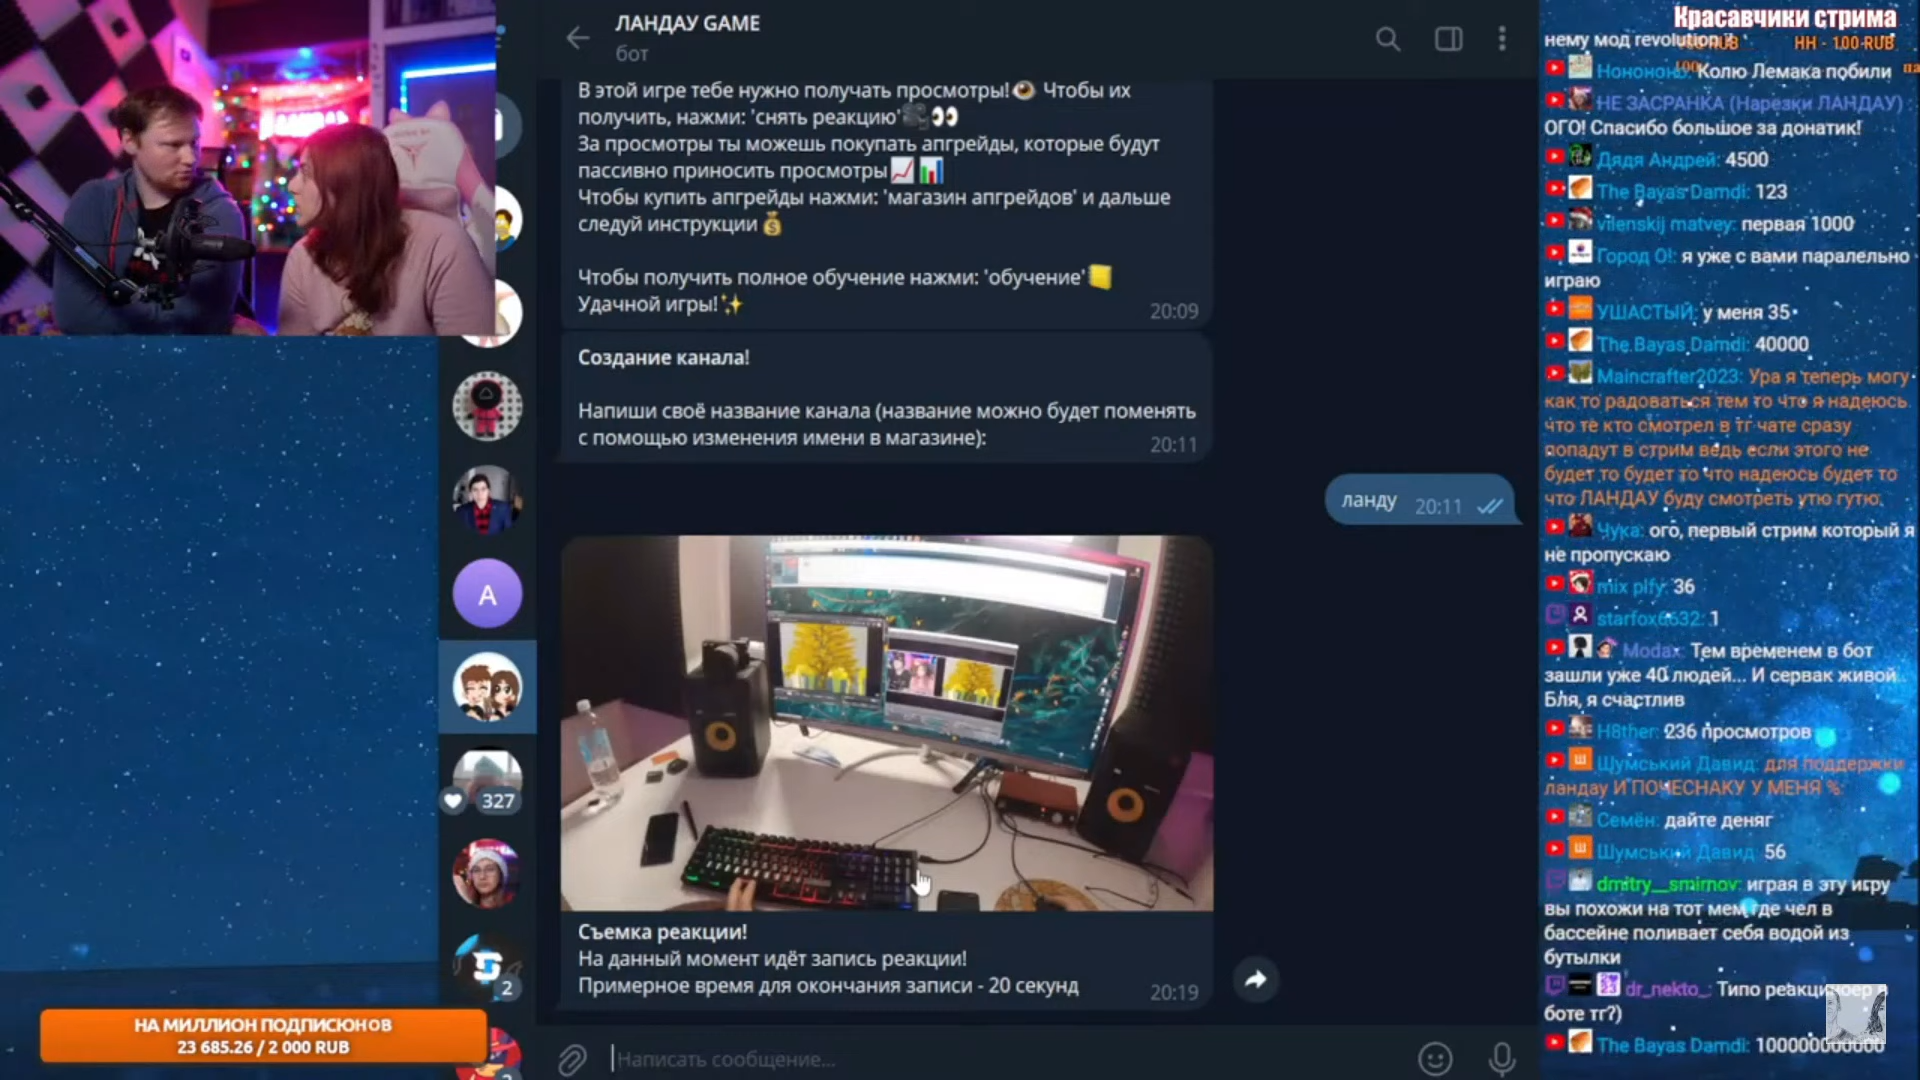 ЛАНДАУ GAME
бот
В этой игре тебе нужно получать просмотры! Чтобы их
получить, нажми: 'снять реакцию'
За просмотры ты можешь покупать апгрейды, которые будут
пассивно приносить просмотры
Чтобы купить апгрейды нажми: 'магазин апгрейдов' и дальше
следуй инструкции
Чтобы получить полное обучение нажми: 'обучение'
Удачной игры!
20:09
Создание канала!
Напиши своё название канала (название можно будет поменять
с помощью изменения имени в магазине):
20:11
ланду 20:11
A
327
2
Съемка реакции!
На данный момент идёт запись реакции!
Примерное время для окончания записи - 20 секунд
20:19
Написать сообщение...
НА МИЛЛИОН ПОДПИСЮНОВ
23 685.26 / 2 000 RUB
Красавчики стрима
НН - 100 RUB
нему мод revolution ?
Нонононо: Колю Лемака побили
НЕ ЗАСРАНКА (Нарезки ЛАНДАУ)
ОГО! Спасибо большое за донатик!
Дядя Андрей: 4500
The Bayas Damdi: 123
vilenskij matvey: первая 1000
Город О!: я уже с вами паралельно
играю
УШАСТЫЙ: у меня 35
The Bayas Damdi: 40000
Maincrafter2023: Ура я теперь могу
как то радоваться тем то что я надеюсь.
что те кто смотрел в тг чате сразу
попадут в стрим ведь если этого не
будет то будет то что надеюсь будет то
что ЛАНДАУ буду смотреть утю гутю.
Чука: ого, первый стрим который я
не пропускаю
mix plfy: 36
starfox6632: 1
Modax: Тем временем в бот
зашли уже 40 людей... И сервак живой..
Бля, я счастлив
H8ther: 236 просмотров
Шумський Давид: для поддержки
ландау И ПОЧЕСНАКУ У МЕНЯ %:
Семён: дайте деняг
Шумський Давид: 56
dmitry__smirnov: играя в эту игру
вы похожи на тот мем где чел в
бассейне поливает себя водой из
бутылки
dr_nekto_: Типо реакционер в
боте тг?)
The Bayas Damdi: 100000000000